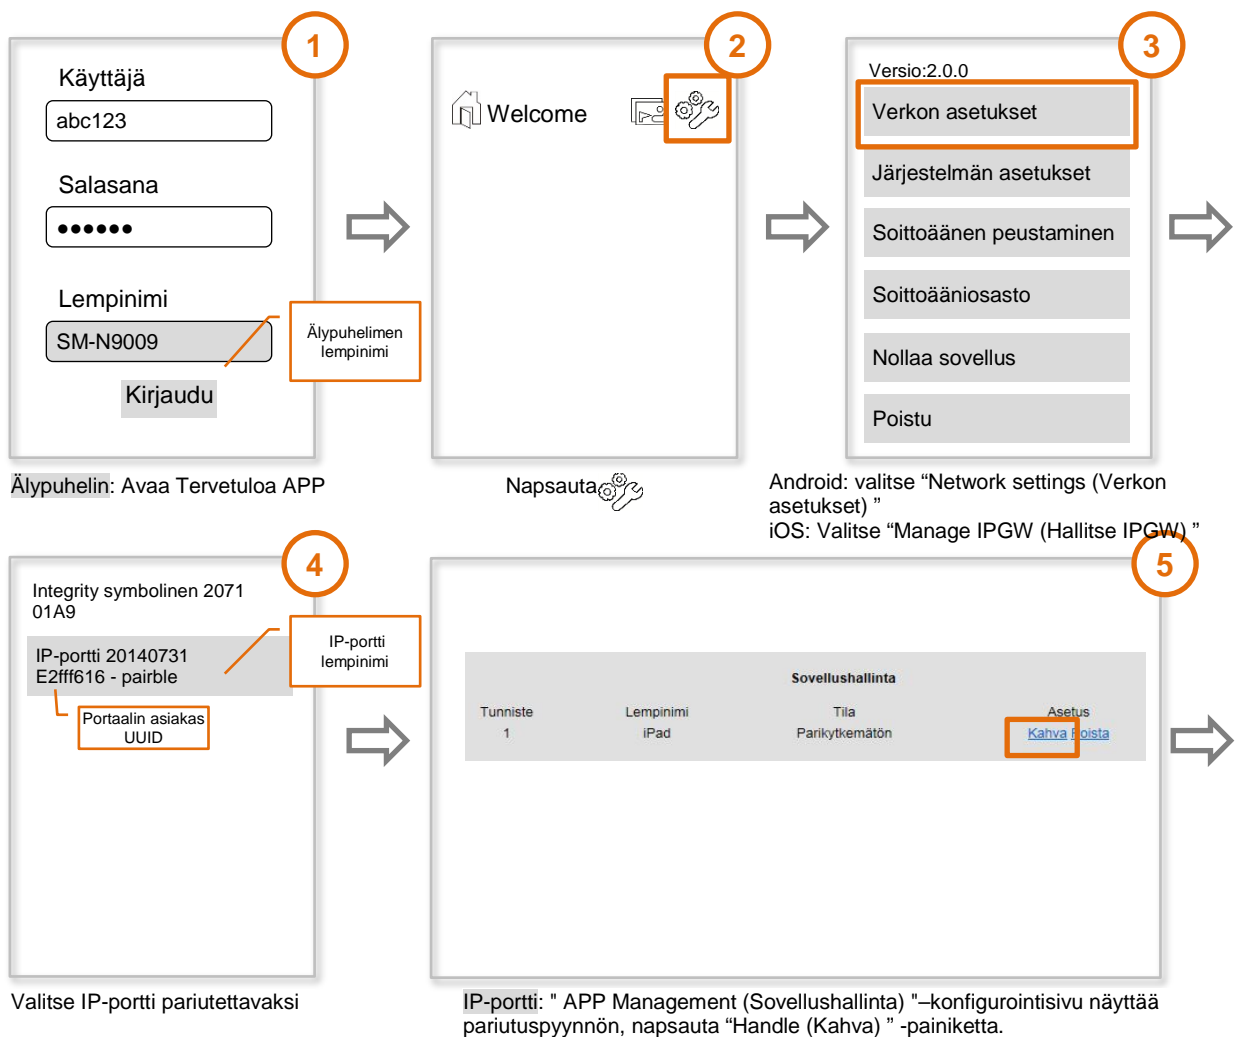 1
Käyttäjä
abc123
Salasana
●●●●●●
Lempinimi
SM-N9009
Älypuhelimen
lempinimi
Kirjaudu
Älypuhelin: Avaa Tervetuloa APP
2
Welcome
Napsauta
3
Versio:2.0.0
Verkon asetukset
Järjestelmän asetukset
Soittoäänen peustaminen
Soittoääniosasto
Nollaa sovellus
Poistu
Android: valitse “Network settings (Verkon
asetukset) ”
iOS: Valitse “Manage IPGW (Hallitse IPGW) ”
4
Integrity symbolinen 2071
01A9
IP-portti 20140731
E2fff616 - pairble
IP-portti
lempinimi
Portaalin asiakas
UUID
Valitse IP-portti pariutettavaksi
5
Sovellushallinta
Tunniste Lempinimi Tila Asetus
1 iPad Parikytkemätön Kahva Poista
IP-portti: " APP Management (Sovellushallinta) "–konfigurointisivu näyttää
pariutuspyynnön, napsauta “Handle (Kahva) ” -painiketta.